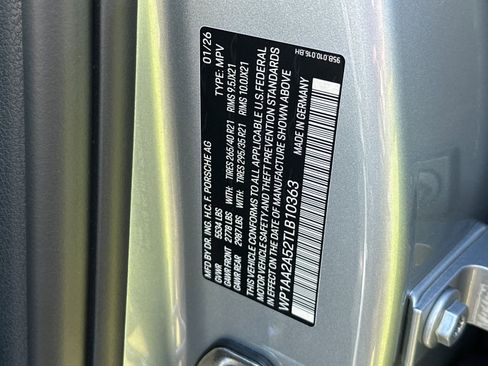 95B.010.016.BH
MFD BY DR. ING. H.C. F. PORSCHE AG 01/26
GVWR 5534 LBS TYPE: MPV
GAWR FRONT 2778 LBS WITH: TIRES 265/40 R21 RIMS 9.5JX21
GAWR REAR 2987 LBS WITH: TIRES 295/35 R21 RIMS 10.0JX21
THIS VEHICLE CONFORMS TO ALL APPLICABLE U.S. FEDERAL
MOTOR VEHICLE SAFETY AND THEFT PREVENTION STANDARDS
IN EFFECT ON THE DATE OF MANUFACTURE SHOWN ABOVE
MADE IN GERMANY
WP1AA2A52TLB10363